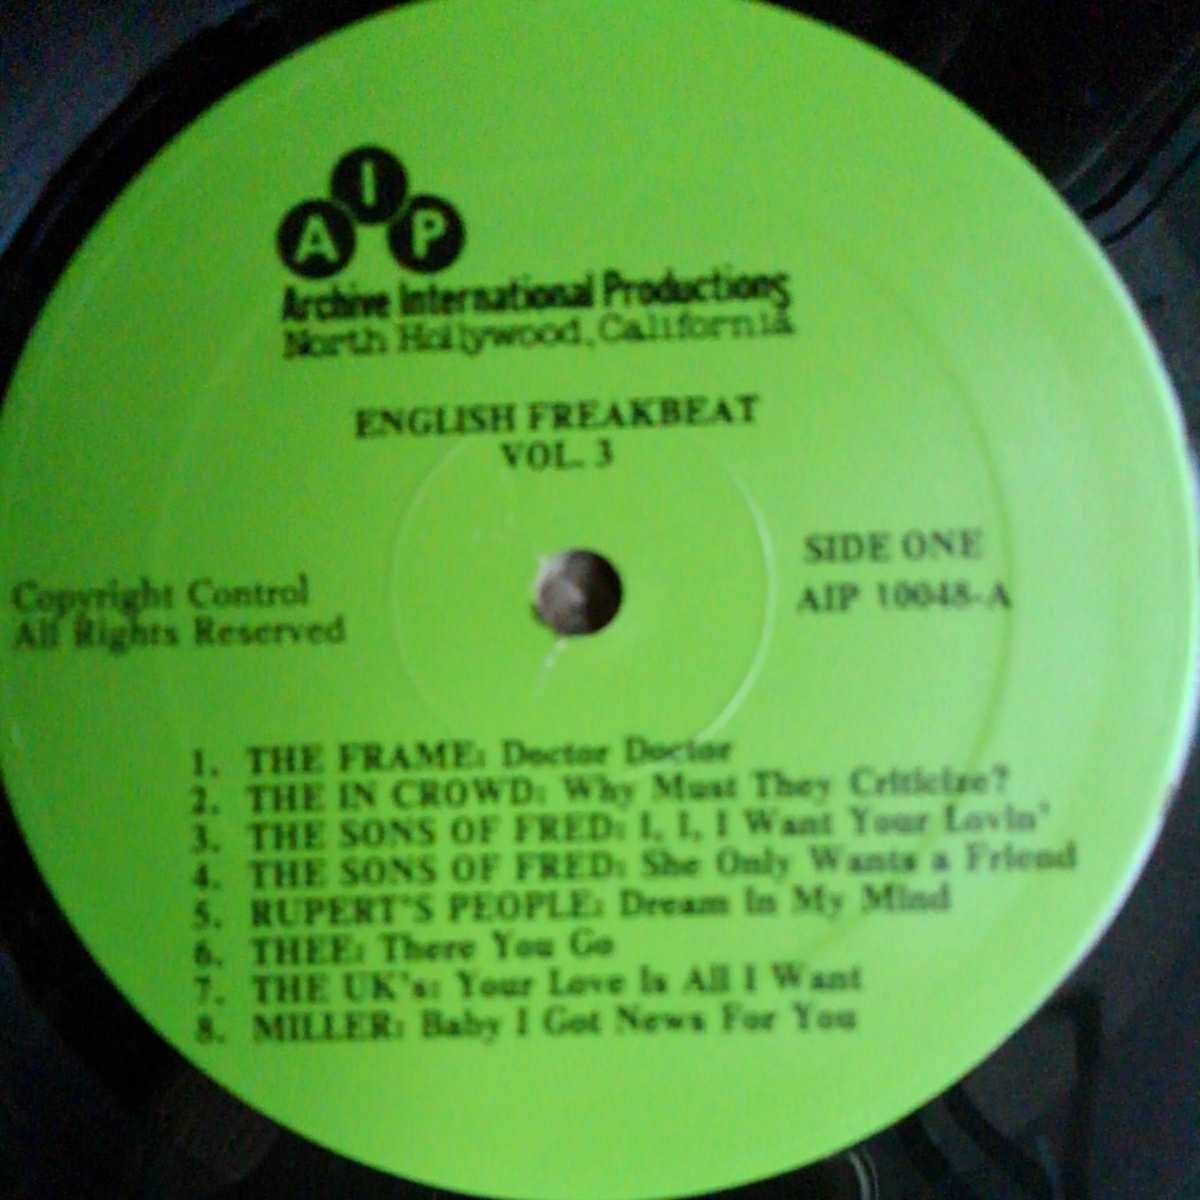 A I P
Archive International Productions
North Hollywood, California
ENGLISH FREAKBEAT
VOL. 3
SIDE ONE
AIP 10048-A
Copyright Control
All Rights Reserved
1. THE FRAME: Doctor Doctor
2. THE IN CROWD: Why Must They Criticize?
3. THE SONS OF FRED: I, I, I Want Your Lovin'
4. THE SONS OF FRED: She Only Wants a Friend
5. RUPERT'S PEOPLE: Dream In My Mind
6. THEE: There You Go
7. THE UK's: Your Love Is All I Want
8. MILLER: Baby I Got News For You